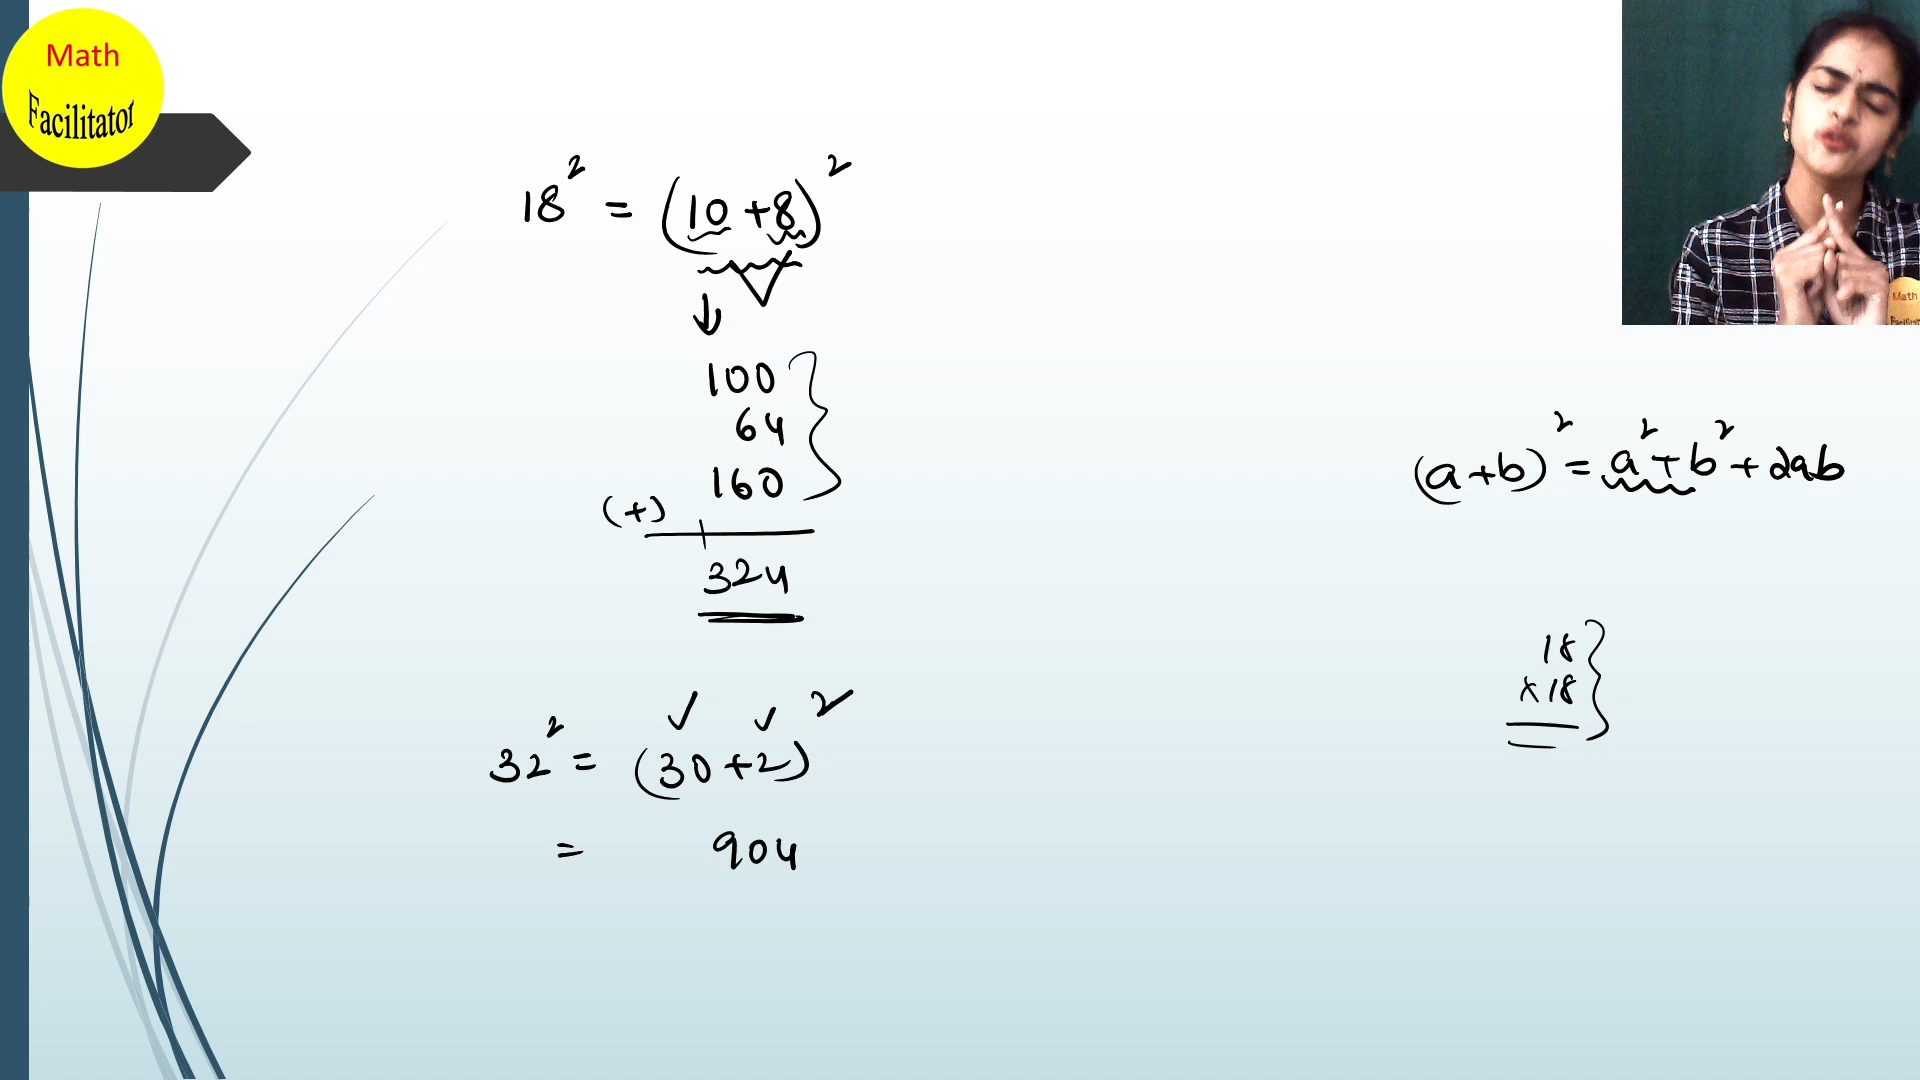 Math
Facilitator
18² = (10 + 8)²
100
64
160
(+)
324
32² = (30 + 2)²
= 904
(a + b)² = a² + b² + 2ab
18
× 18
Math